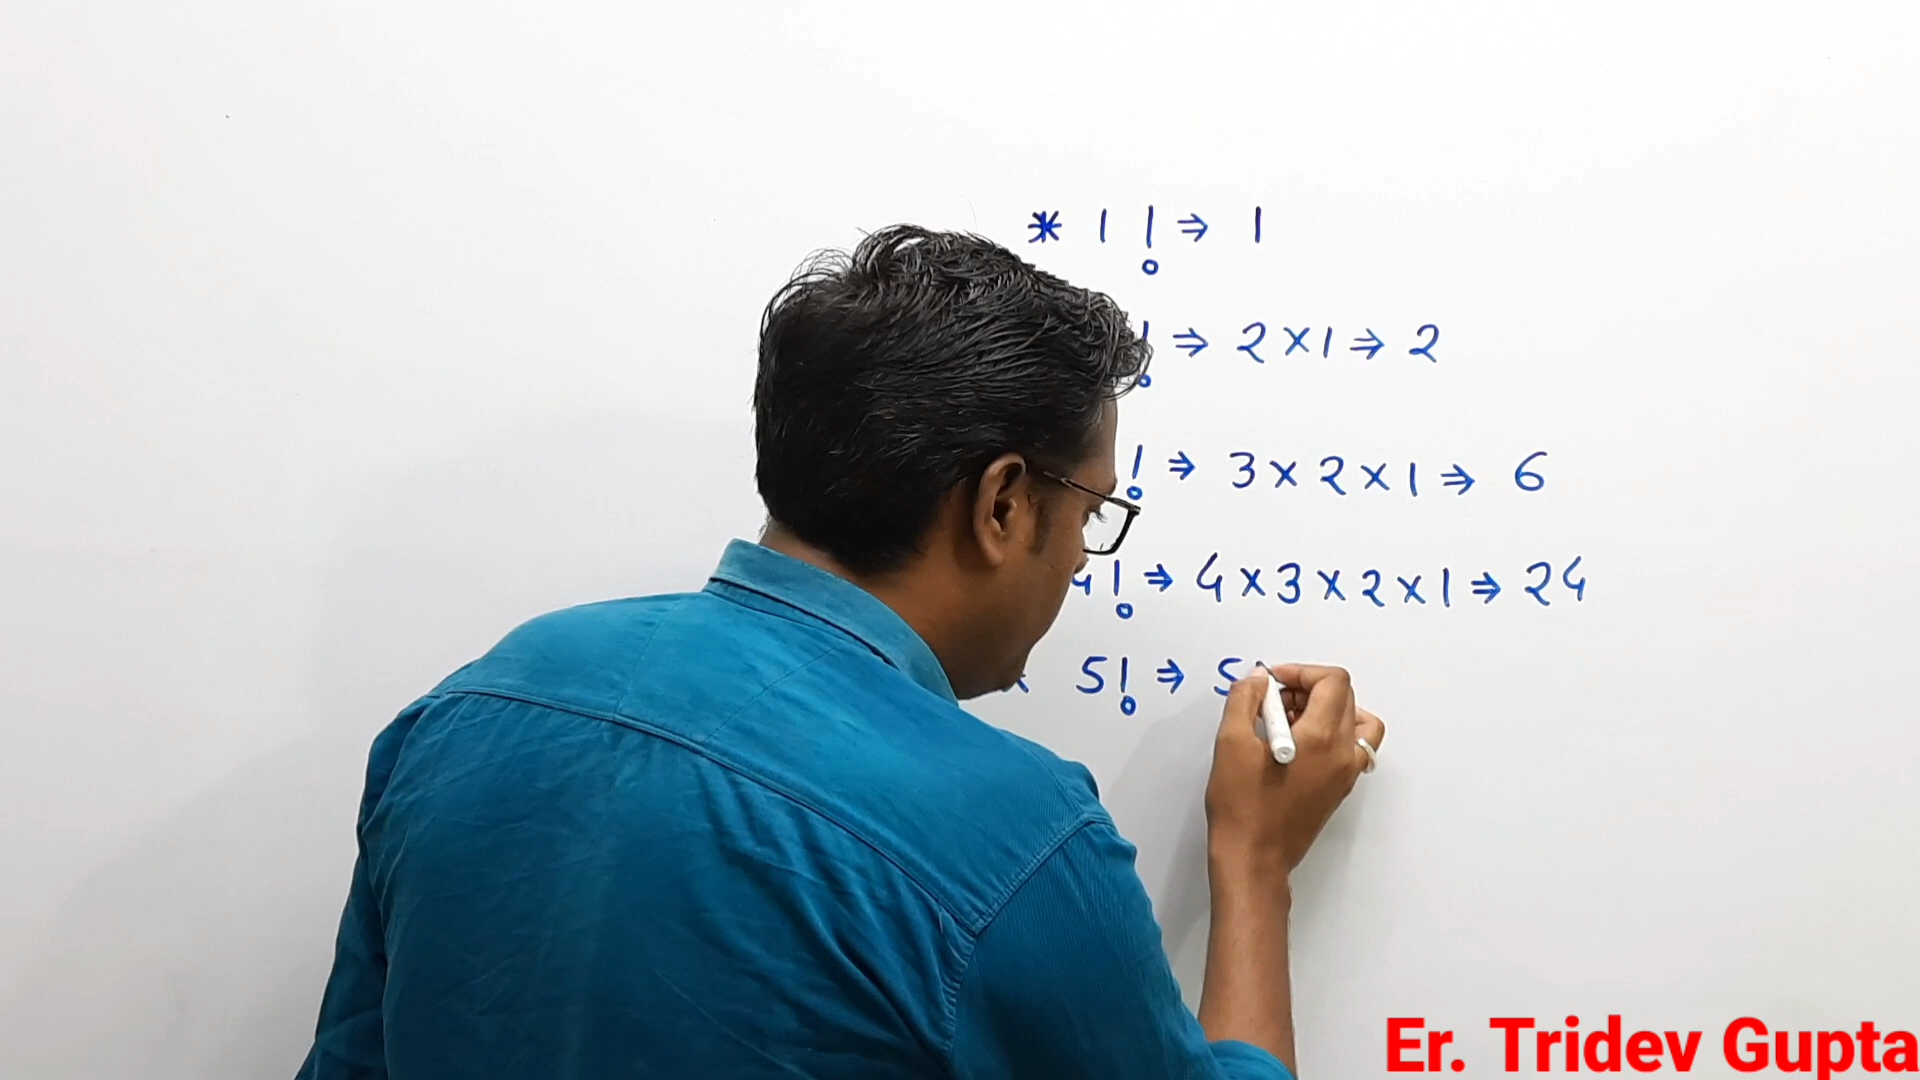 * 1! ⇒ 1
! ⇒ 2×1 ⇒ 2
! ⇒ 3×2×1 ⇒ 6
4! ⇒ 4×3×2×1 ⇒ 24
5! ⇒ 5
Er. Tridev Gupta